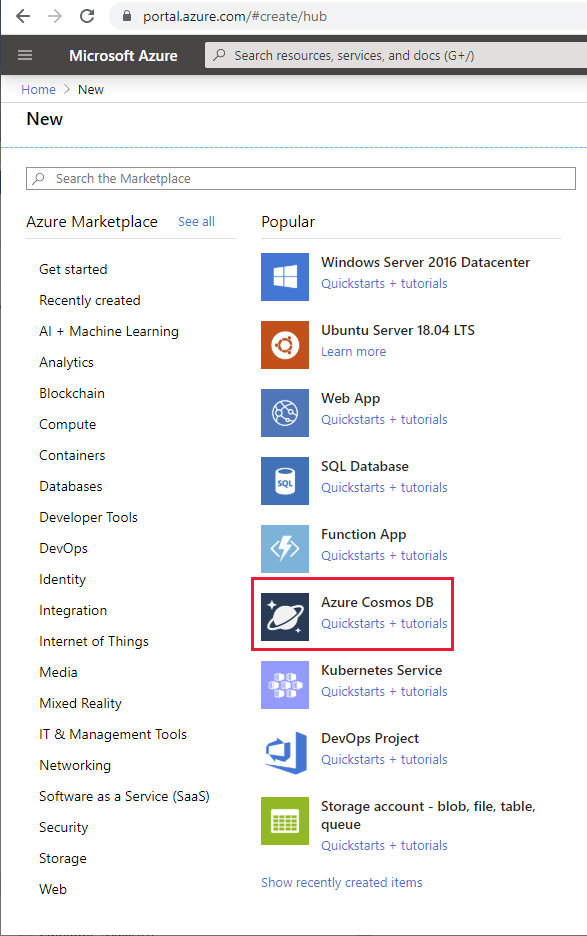 portal.azure.com/#create/hub
Microsoft Azure
Search resources, services, and docs (G+/)
Home > New
New
Search the Marketplace
Azure Marketplace See all
Get started
Recently created
AI + Machine Learning
Analytics
Blockchain
Compute
Containers
Databases
Developer Tools
DevOps
Identity
Integration
Internet of Things
Media
Mixed Reality
IT & Management Tools
Networking
Software as a Service (SaaS)
Security
Storage
Web
Popular
Windows Server 2016 Datacenter
Quickstarts + tutorials
Ubuntu Server 18.04 LTS
Learn more
Web App
Quickstarts + tutorials
SQL
SQL Database
Quickstarts + tutorials
Function App
Quickstarts + tutorials
Azure Cosmos DB
Quickstarts + tutorials
Kubernetes Service
Quickstarts + tutorials
DevOps Project
Quickstarts + tutorials
Storage account - blob, file, table,
queue
Quickstarts + tutorials
Show recently created items